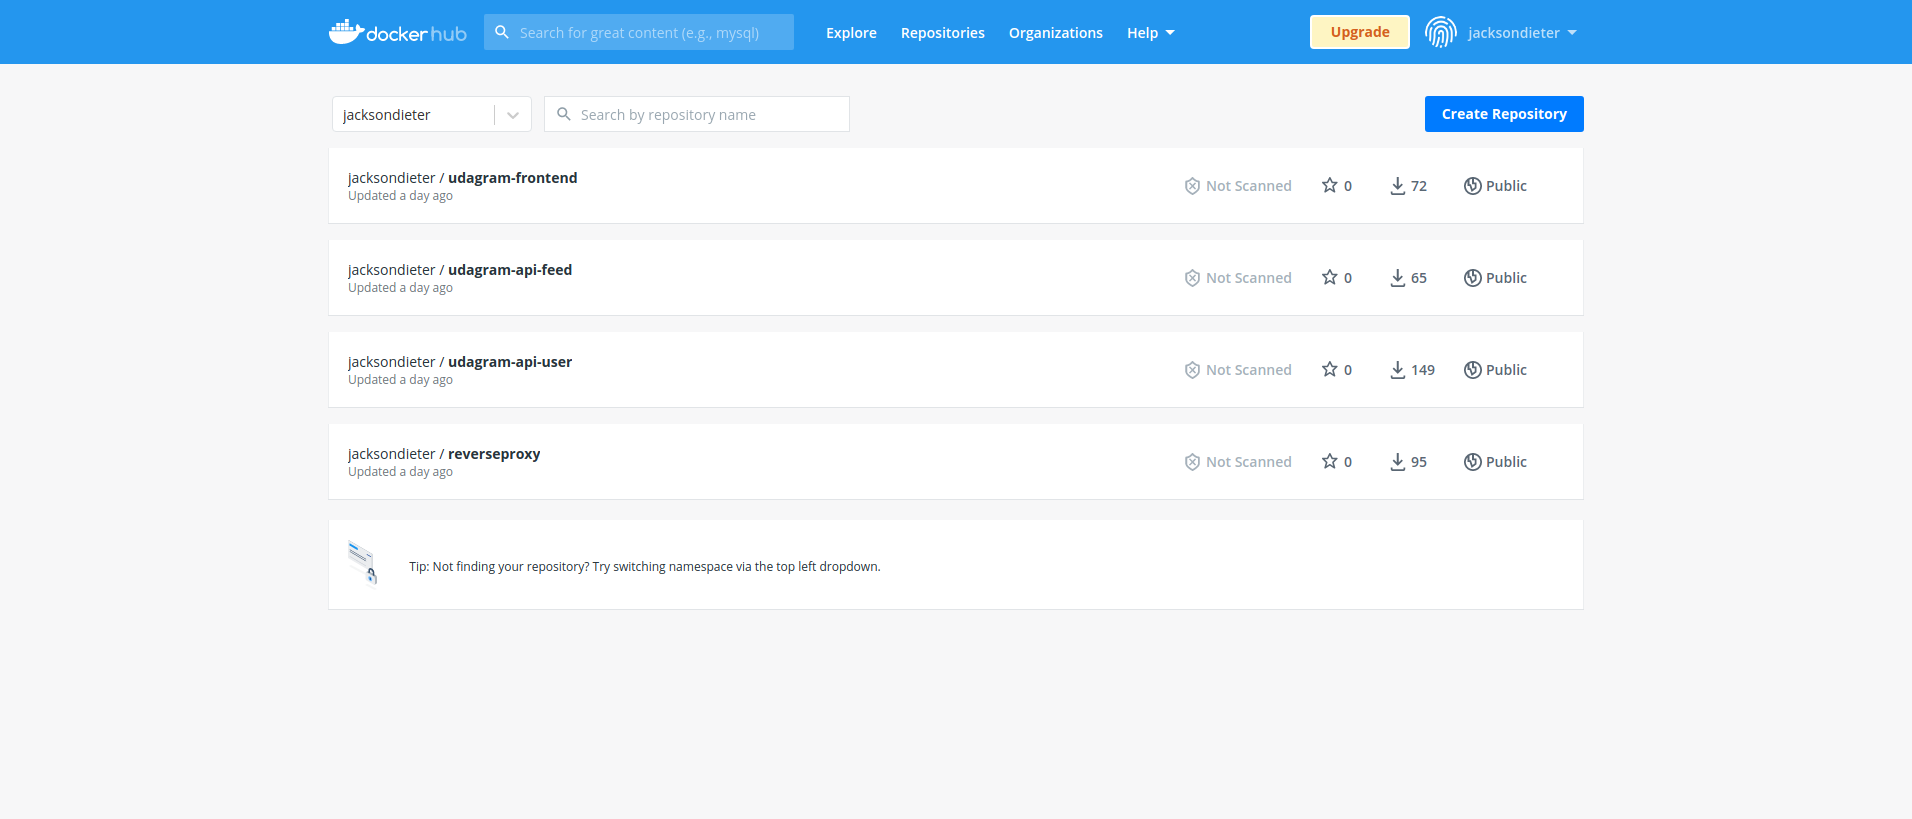 docker hub
Search for great content (e.g., mysql)
Explore
Repositories
Organizations
Help
Upgrade
jacksondieter
jacksondieter
Search by repository name
Create Repository
jacksondieter / udagram-frontend
Updated a day ago
Not Scanned
0
72
Public
jacksondieter / udagram-api-feed
Updated a day ago
Not Scanned
0
65
Public
jacksondieter / udagram-api-user
Updated a day ago
Not Scanned
0
149
Public
jacksondieter / reverseproxy
Updated a day ago
Not Scanned
0
95
Public
Tip: Not finding your repository? Try switching namespace via the top left dropdown.